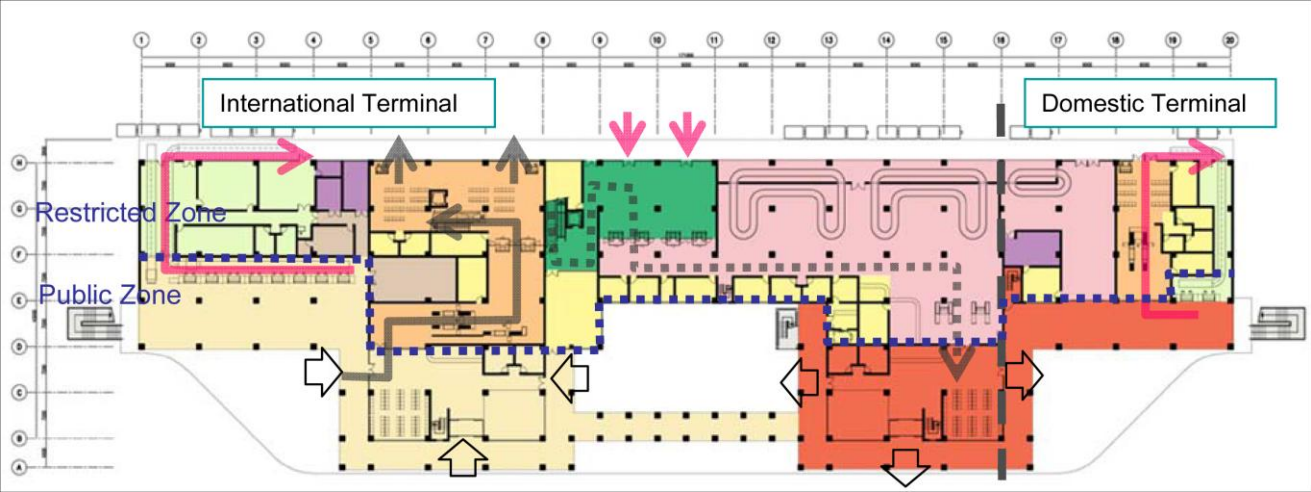 1 2 3 4 5 6 7 8 9 10 11 12 13 14 15 16 17 18 19 20
International Terminal
Domestic Terminal
H
G
Restricted Zone
F
Public Zone
E
D
C
B
A